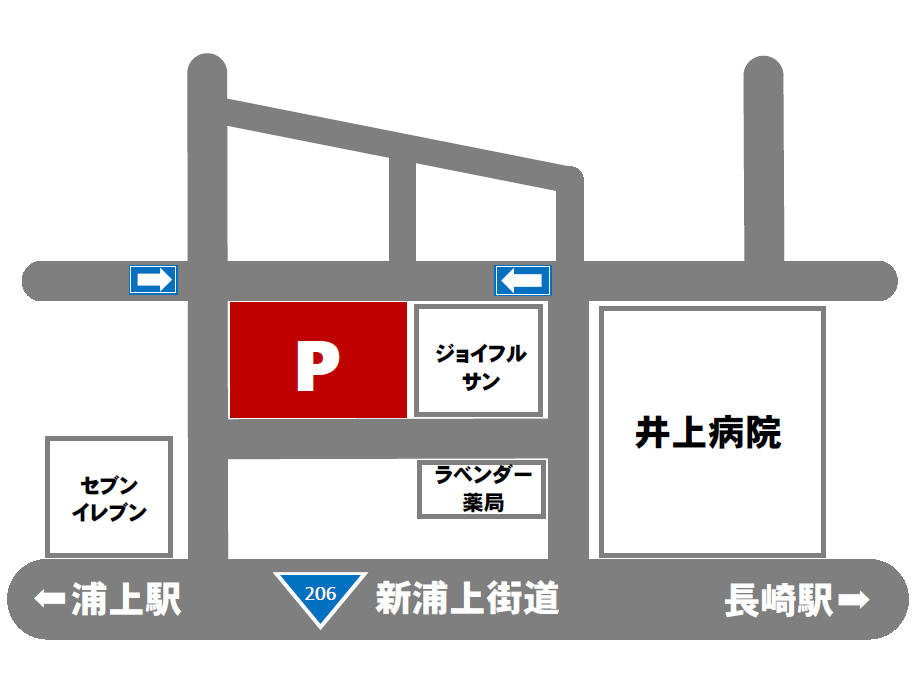 P
ジョイフル
サン
井上病院
セブン
イレブン
ラベンダー
薬局
←浦上駅
206
新浦上街道
長崎駅→